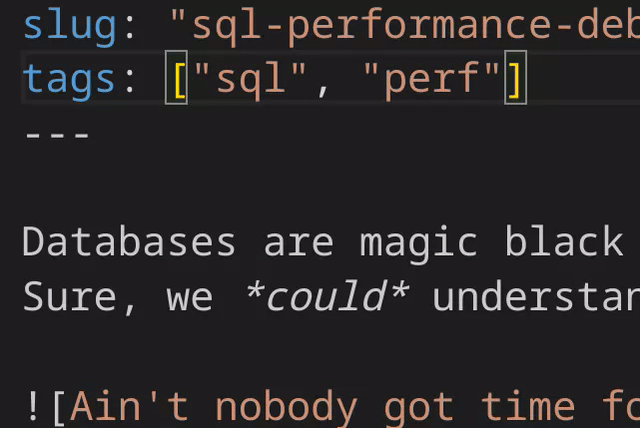 slug: "sql-performance-deb
tags: ["sql", "perf"]
---
Databases are magic black
Sure, we *could* understan
![Ain't nobody got time fo